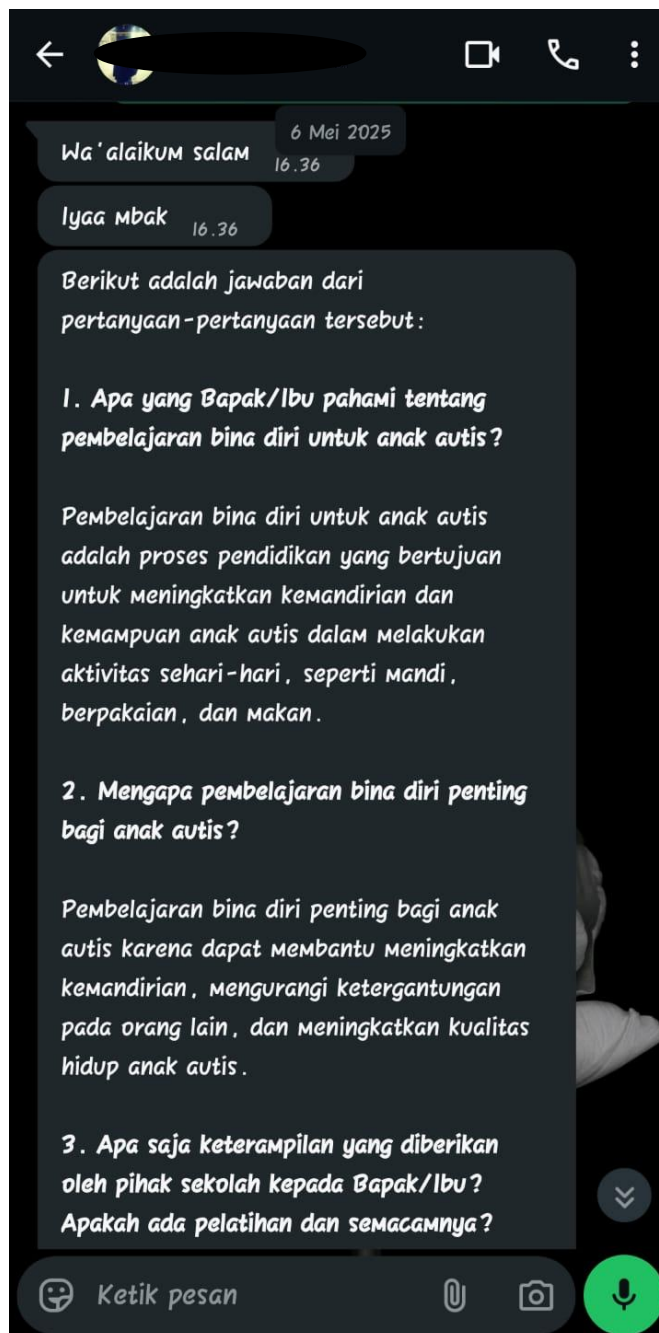 6 Mei 2025
Wa'alaikum salam 16.36
Iyaa mbak 16.36
Berikut adalah jawaban dari
pertanyaan-pertanyaan tersebut:
1. Apa yang Bapak/Ibu pahami tentang
pembelajaran bina diri untuk anak autis?
Pembelajaran bina diri untuk anak autis
adalah proses pendidikan yang bertujuan
untuk meningkatkan kemandirian dan
kemampuan anak autis dalam melakukan
aktivitas sehari-hari, seperti mandi,
berpakaian, dan makan.
2. Mengapa pembelajaran bina diri penting
bagi anak autis?
Pembelajaran bina diri penting bagi anak
autis karena dapat membantu meningkatkan
kemandirian, mengurangi ketergantungan
pada orang lain, dan meningkatkan kualitas
hidup anak autis.
3. Apa saja keterampilan yang diberikan
oleh pihak sekolah kepada Bapak/Ibu?
Apakah ada pelatihan dan semacamnya?
Ketik pesan